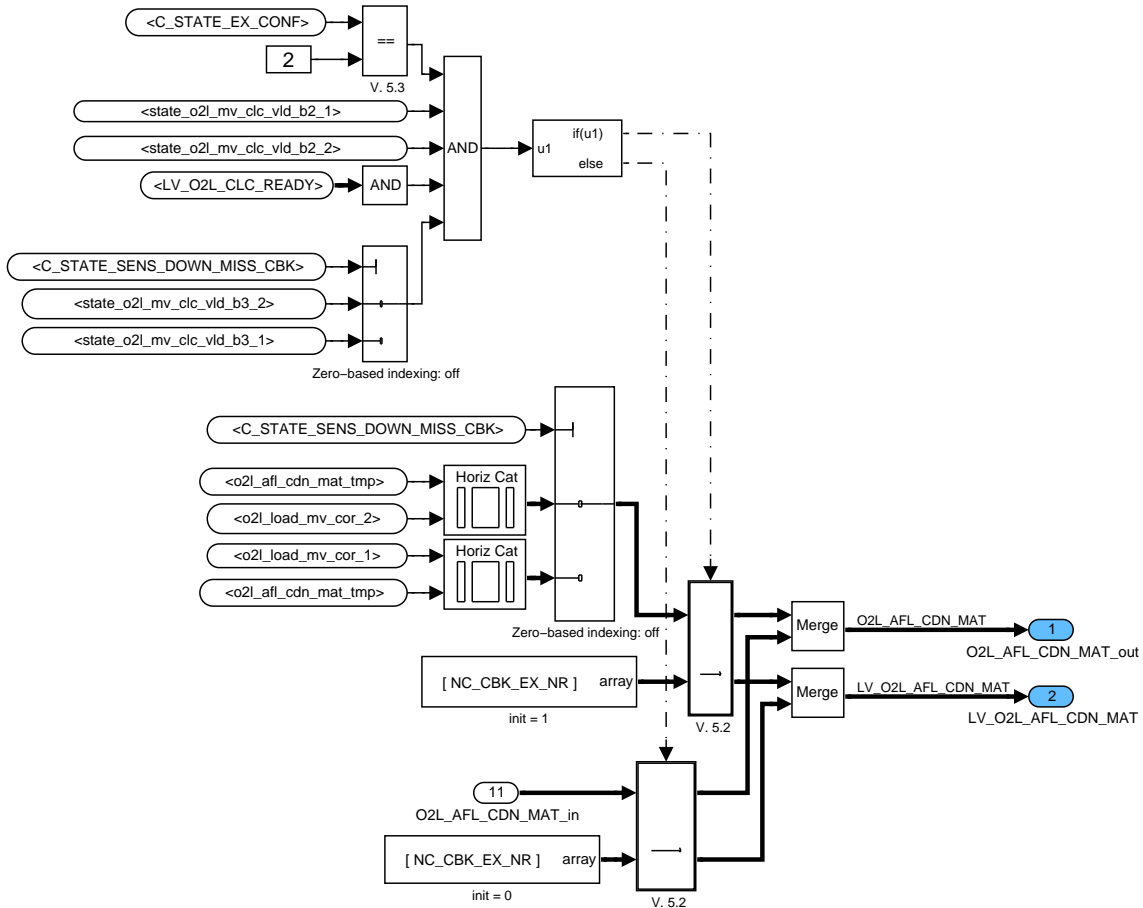 <C_STATE_EX_CONF>
==
2
V. 5.3
<state_o2l_mv_clc_vld_b2_1>
<state_o2l_mv_clc_vld_b2_2>
<LV_O2L_CLC_READY>
AND
AND
u1
if(u1)
else
<C_STATE_SENS_DOWN_MISS_CBK>
<state_o2l_mv_clc_vld_b3_2>
<state_o2l_mv_clc_vld_b3_1>
Zero-based indexing: off
<C_STATE_SENS_DOWN_MISS_CBK>
<o2l_afl_cdn_mat_tmp>
Horiz Cat
<o2l_load_mv_cor_2>
<o2l_load_mv_cor_1>
Horiz Cat
<o2l_afl_cdn_mat_tmp>
Zero-based indexing: off
Merge
O2L_AFL_CDN_MAT
1
O2L_AFL_CDN_MAT_out
[ NC_CBK_EX_NR ]
array
init = 1
Merge
LV_O2L_AFL_CDN_MAT
2
LV_O2L_AFL_CDN_MAT
V. 5.2
11
O2L_AFL_CDN_MAT_in
[ NC_CBK_EX_NR ]
array
init = 0
V. 5.2